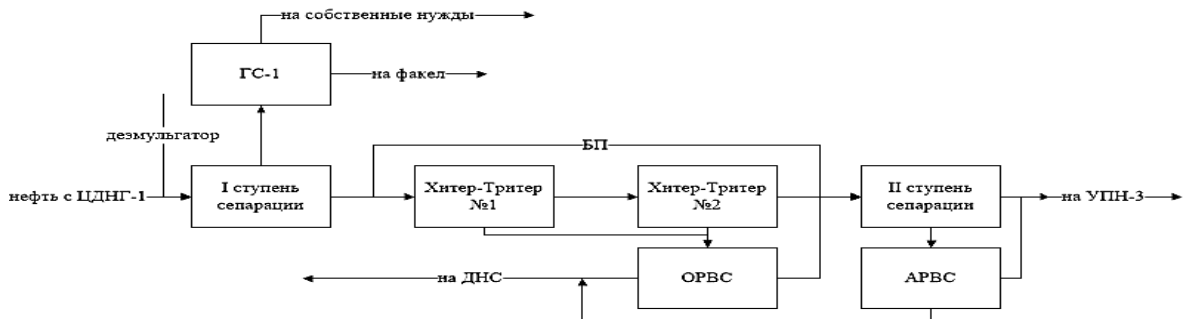 на собственные нужды
ГС-1
на факел
деэмульгатор
БП
нефть с ЦДНГ-1
I ступень
сепарации
Хитер-Тритер
№1
Хитер-Тритер
№2
II ступень
сепарации
на УПН-3
на ДНС
ОРВС
АРВС